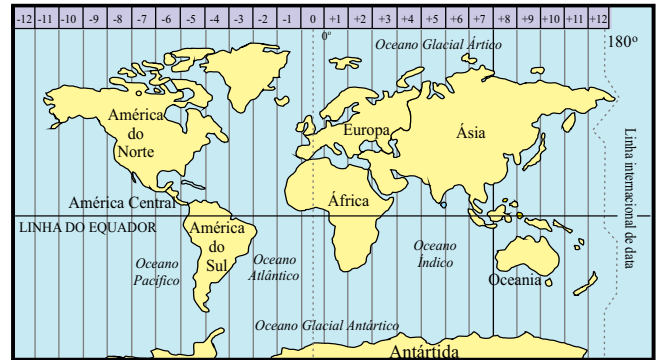 -12 -11 -10 -9 -8 -7 -6 -5 -4 -3 -2 -1 0 +1 +2 +3 +4 +5 +6 +7 +8 +9 +10 +11 +12
0º
180º
Oceano Glacial Ártico
América
do
Norte
Europa
Ásia
América Central
África
LINHA DO EQUADOR
América
do
Sul
Oceano
Pacífico
Oceano
Atlântico
Oceano
Índico
Oceania
Linha internacional de data
Oceano Glacial Antártico
Antártida